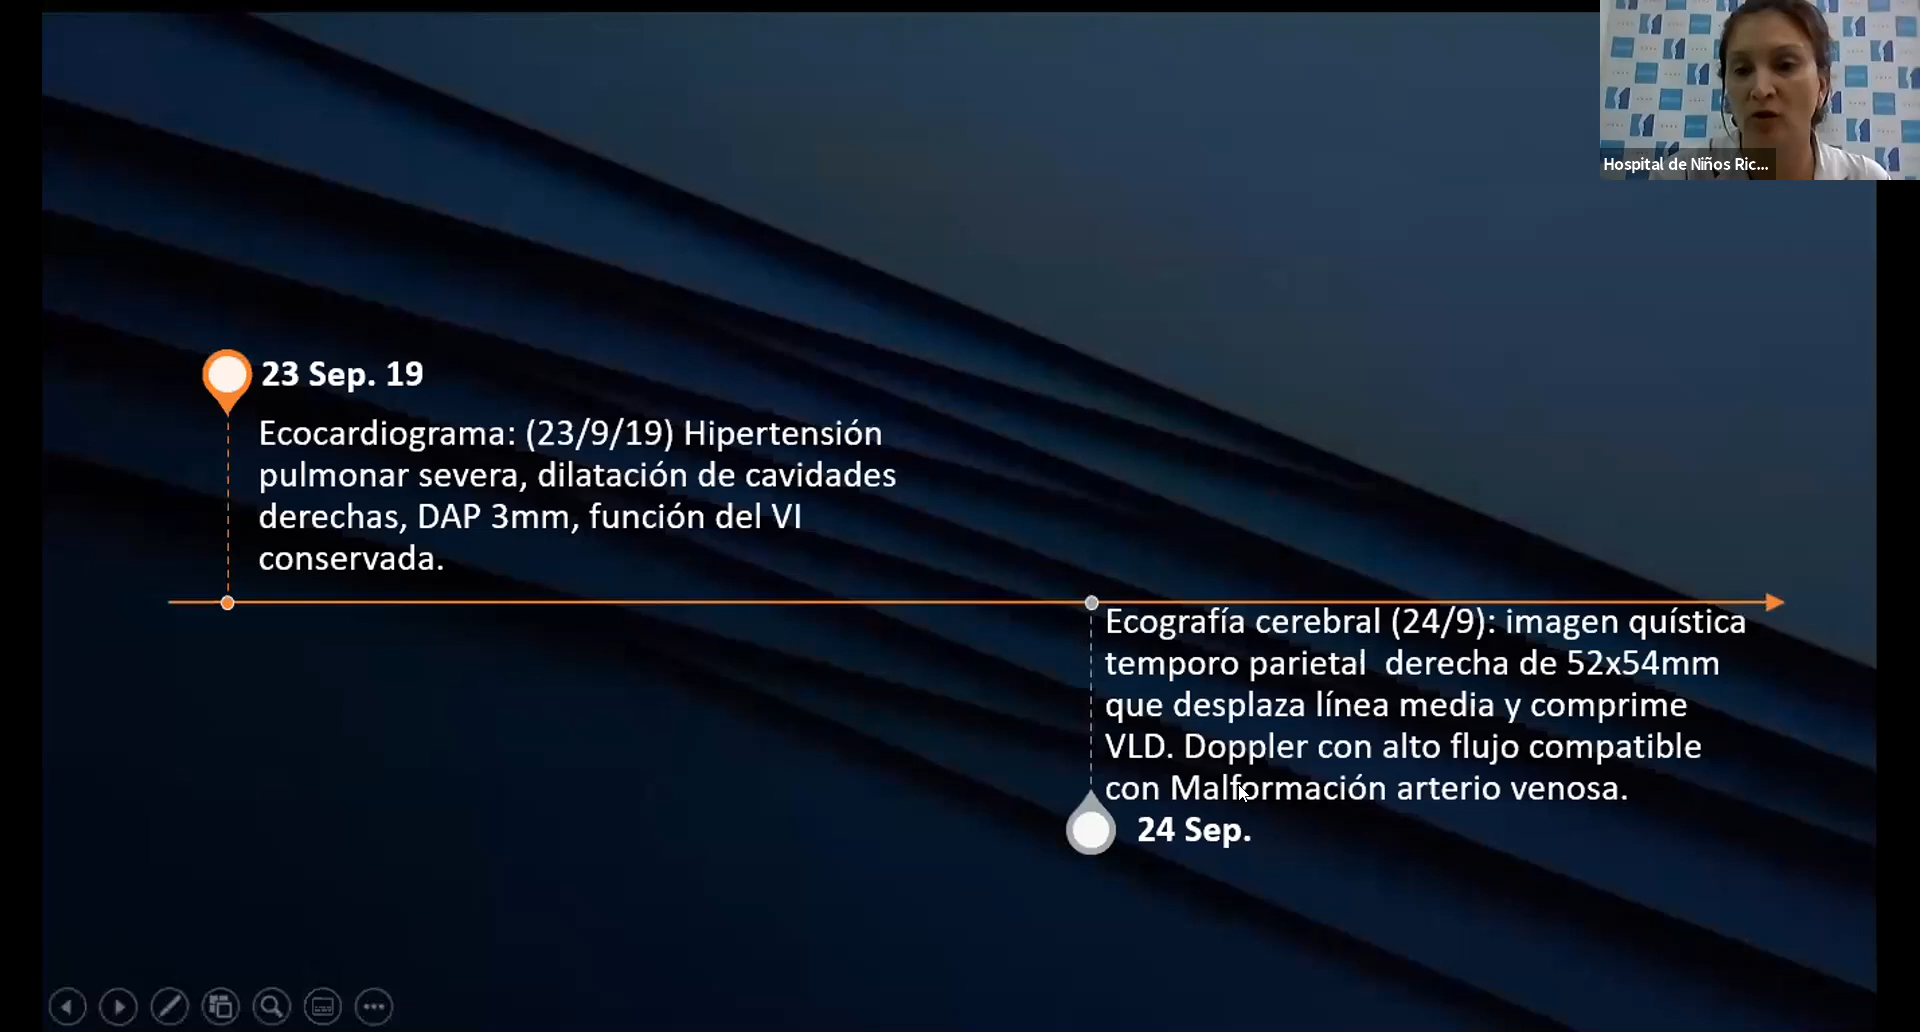 Hospital de Niños Ric...
23 Sep. 19
Ecocardiograma: (23/9/19) Hipertensión
pulmonar severa, dilatación de cavidades
derechas, DAP 3mm, función del VI
conservada.
Ecografía cerebral (24/9): imagen quística
temporo parietal  derecha de 52x54mm
que desplaza línea media y comprime
VLD. Doppler con alto flujo compatible
con Malformación arterio venosa.
24 Sep.